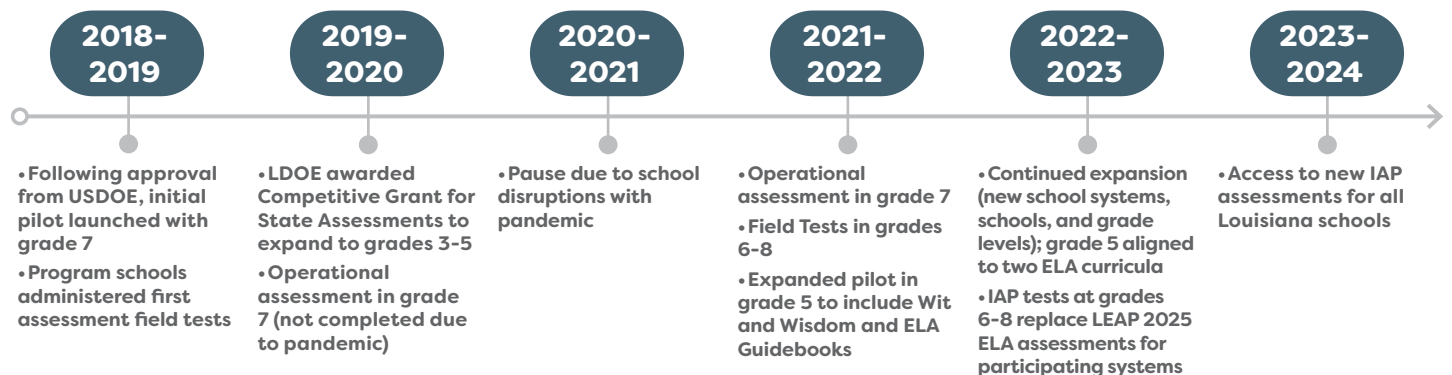 2018-
2019
•Following approval
from USDOE, initial
pilot launched with
grade 7
•Program schools
administered first
assessment field tests
2019-
2020
•LDOE awarded
Competitive Grant for
State Assessments to
expand to grades 3-5
•Operational
assessment in grade
7 (not completed due
to pandemic)
2020-
2021
•Pause due to school
disruptions with
pandemic
2021-
2022
•Operational
assessment in grade 7
•Field Tests in grades
6-8
•Expanded pilot in
grade 5 to include Wit
and Wisdom and ELA
Guidebooks
2022-
2023
•Continued expansion
(new school systems,
schools, and grade
levels); grade 5 aligned
to two ELA curricula
•IAP tests at grades
6-8 replace LEAP 2025
ELA assessments for
participating systems
2023-
2024
•Access to new IAP
assessments for all
Louisiana schools